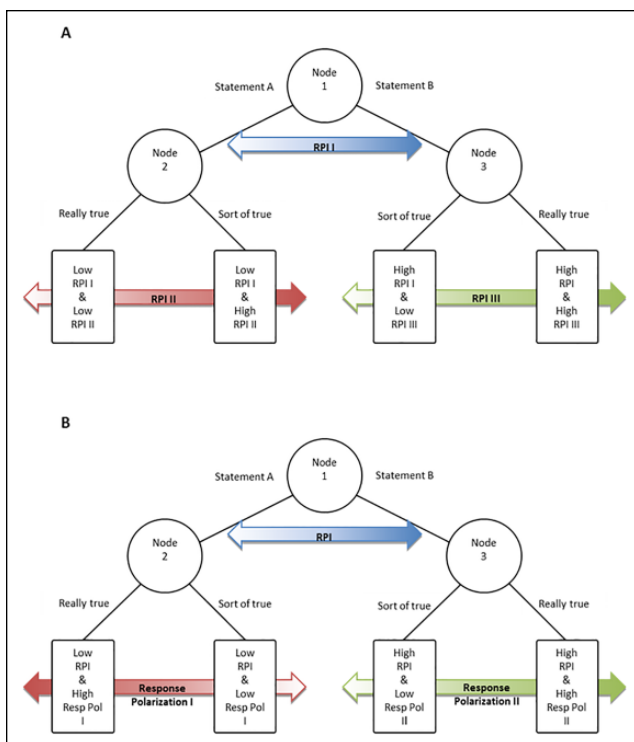 A
Node
1
Statement A
Statement B
RPI I
Node
2
Node
3
Really true
Sort of true
Sort of true
Really true
Low
RPI I
&
Low
RPI II
RPI II
Low
RPI I
&
High
RPI II
High
RPI I
&
Low
RPI III
RPI III
High
RPI
&
High
RPI III
B
Node
1
Statement A
Statement B
RPI
Node
2
Node
3
Really true
Sort of true
Sort of true
Really true
Low
RPI
&
High
Resp Pol
I
Response
Polarization I
Low
RPI
&
Low
Resp Pol
I
High
RPI
&
Low
Resp Pol
II
Response
Polarization II
High
RPI
&
High
Resp Pol
II